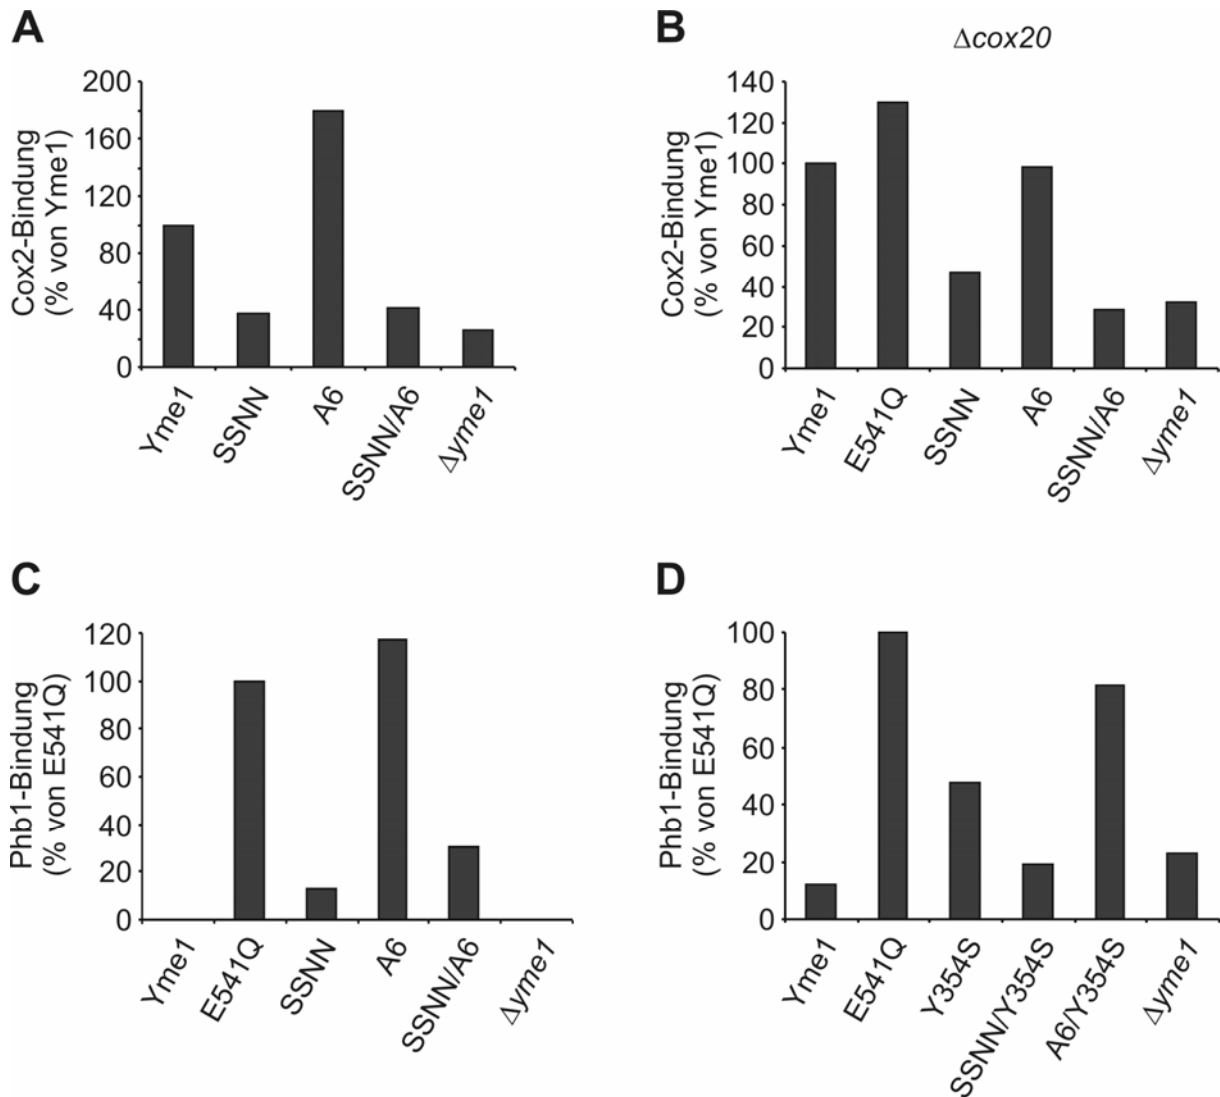 A
Cox2-Bindung
(% von Yme1)
200
160
120
80
40
0
Yme1
SSNN
A6
SSNN/A6
Δyme1
B
Δcox20
Cox2-Bindung
(% von Yme1)
140
120
100
80
60
40
20
0
Yme1
E541Q
SSNN
A6
SSNN/A6
Δyme1
C
Phb1-Bindung
(% von E541Q)
120
100
80
60
40
20
0
Yme1
E541Q
SSNN
A6
SSNN/A6
Δyme1
D
Phb1-Bindung
(% von E541Q)
100
80
60
40
20
0
Yme1
E541Q
Y354S
SSNN/Y354S
A6/Y354S
Δyme1